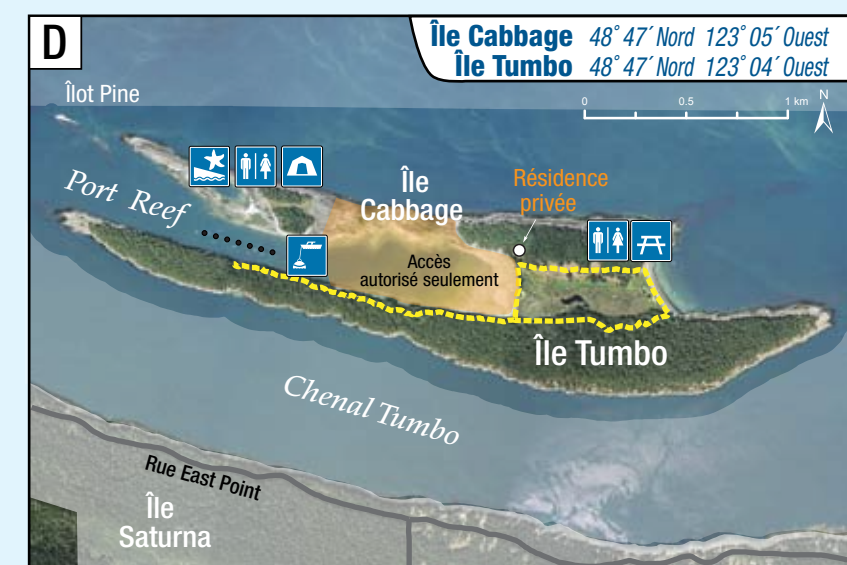 D
Île Cabbage 48° 47´ Nord 123° 05´ Ouest
Île Tumbo 48° 47´ Nord 123° 04´ Ouest
Îlot Pine
0 0.5 1 km
N
Port Reef
Île
Cabbage
Résidence
privée
Accès
autorisé seulement
Île Tumbo
Chenal Tumbo
Rue East Point
Île
Saturna